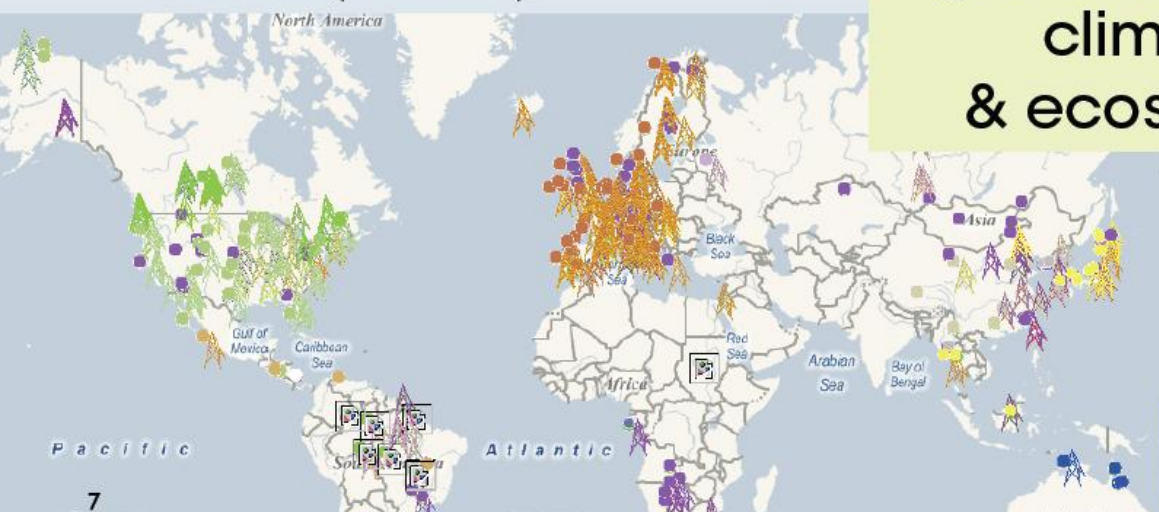 North America
clim
& ecos
Europe
Asia
Black
Sea
Sea
Gulf of
Mexico
Caribbean
Sea
Red
Sea
Africa
Arabian
Sea
Bay of
Bengal
Pacific
Atlantic
7